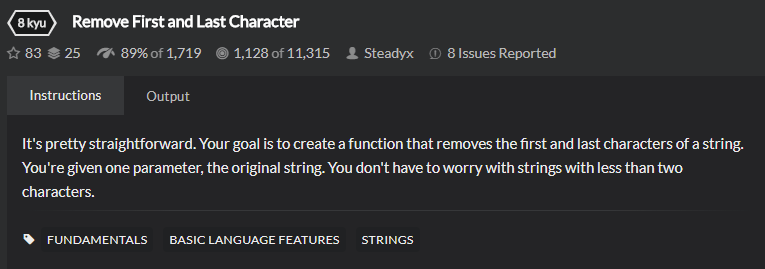 8 kyu Remove First and Last Character
83 25 89% of 1,719 1,128 of 11,315 Steadyx 8 Issues Reported
Instructions Output
It's pretty straightforward. Your goal is to create a function that removes the first and last characters of a string.
You're given one parameter, the original string. You don't have to worry with strings with less than two
characters.
FUNDAMENTALS BASIC LANGUAGE FEATURES STRINGS